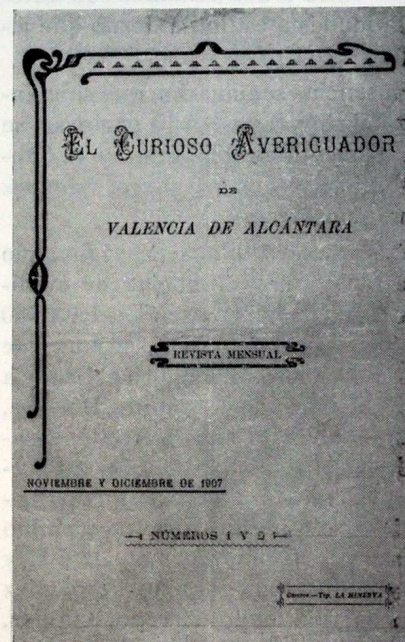 EL CURIOSO AVERIGUADOR
DE
VALENCIA DE ALCÁNTARA
REVISTA MENSUAL
NOVIEMBRE Y DICIEMBRE DE 1907
NÚMEROS 1 Y 2
Cáceres.—Tip. LA MINERVA